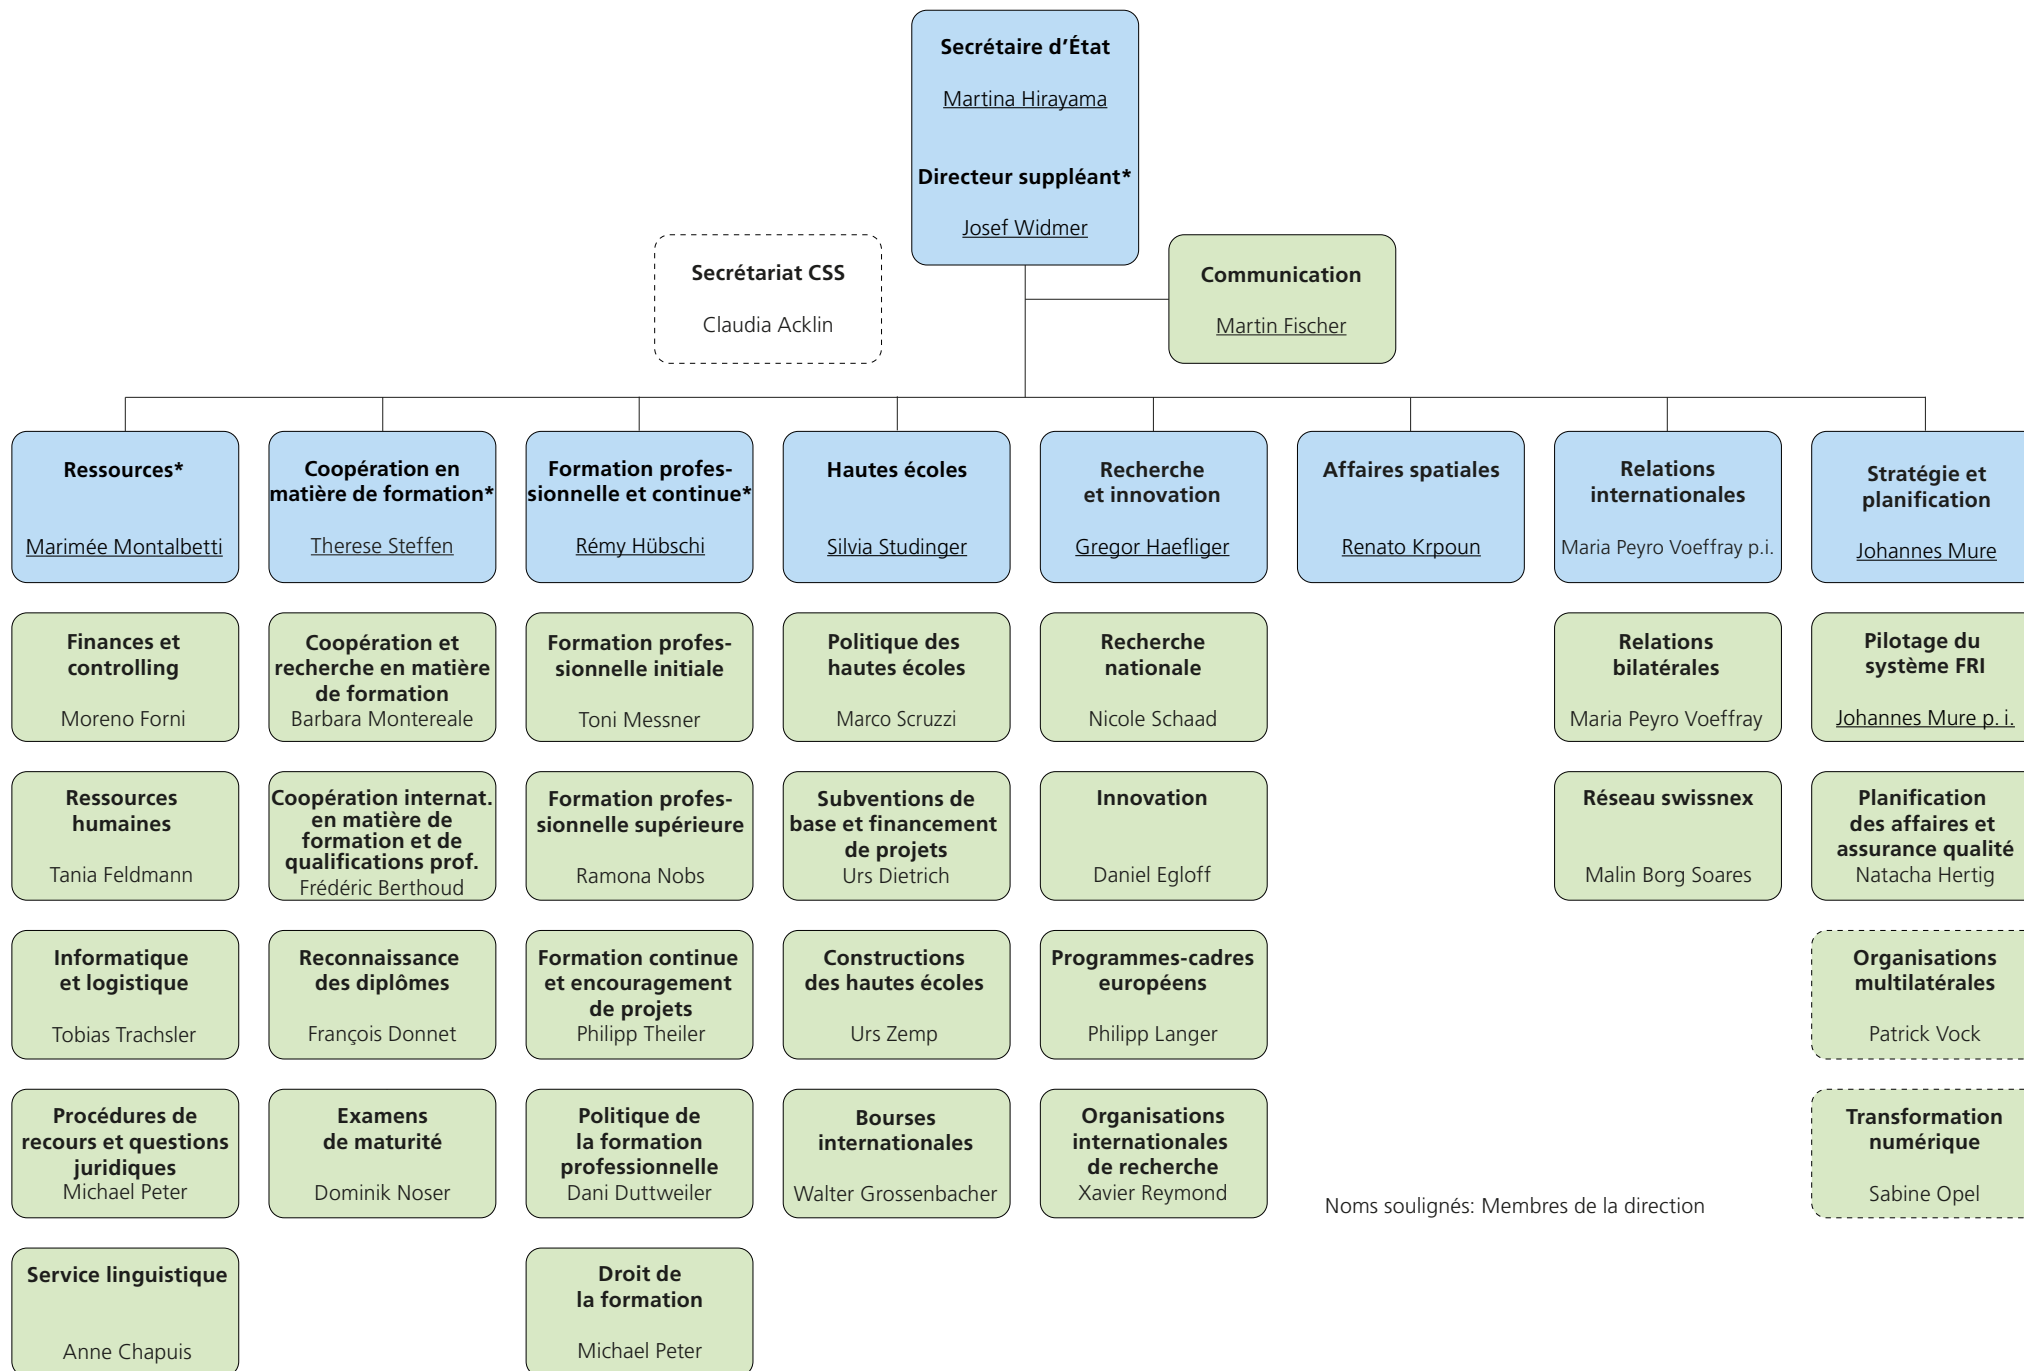 Secrétaire d’État
Martina Hirayama
Directeur suppléant*
Josef Widmer
Secrétariat CSS
Claudia Acklin
Communication
Martin Fischer
Ressources*
Marimée Montalbetti
Coopération en
matière de formation*
Therese Steffen
Formation profes-
sionnelle et continue*
Rémy Hübschi
Hautes écoles
Silvia Studinger
Recherche
et innovation
Gregor Haefliger
Affaires spatiales
Renato Krpoun
Relations
internationales
Maria Peyro Voeffray p.i.
Stratégie et
planification
Johannes Mure
Finances et
controlling
Moreno Forni
Coopération et
recherche en matière
de formation
Barbara Montereale
Formation profes-
sionnelle initiale
Toni Messner
Politique des
hautes écoles
Marco Scruzzi
Recherche
nationale
Nicole Schaad
Relations
bilatérales
Maria Peyro Voeffray
Pilotage du
système FRI
Johannes Mure p. i.
Ressources
humaines
Tania Feldmann
Coopération internat.
en matière de
formation et de
qualifications prof.
Frédéric Berthoud
Formation profes-
sionnelle supérieure
Ramona Nobs
Subventions de
base et financement
de projets
Urs Dietrich
Innovation
Daniel Egloff
Réseau swissnex
Malin Borg Soares
Planification
des affaires et
assurance qualité
Natacha Hertig
Informatique
et logistique
Tobias Trachsler
Reconnaissance
des diplômes
François Donnet
Formation continue
et encouragement
de projets
Philipp Theiler
Constructions
des hautes écoles
Urs Zemp
Programmes-cadres
européens
Philipp Langer
Organisations
multilatérales
Patrick Vock
Procédures de
recours et questions
juridiques
Michael Peter
Examens
de maturité
Dominik Noser
Politique de
la formation
professionnelle
Dani Duttweiler
Bourses
internationales
Walter Grossenbacher
Organisations
internationales
de recherche
Xavier Reymond
Noms soulignés: Membres de la direction
Transformation
numérique
Sabine Opel
Service linguistique
Anne Chapuis
Droit de
la formation
Michael Peter